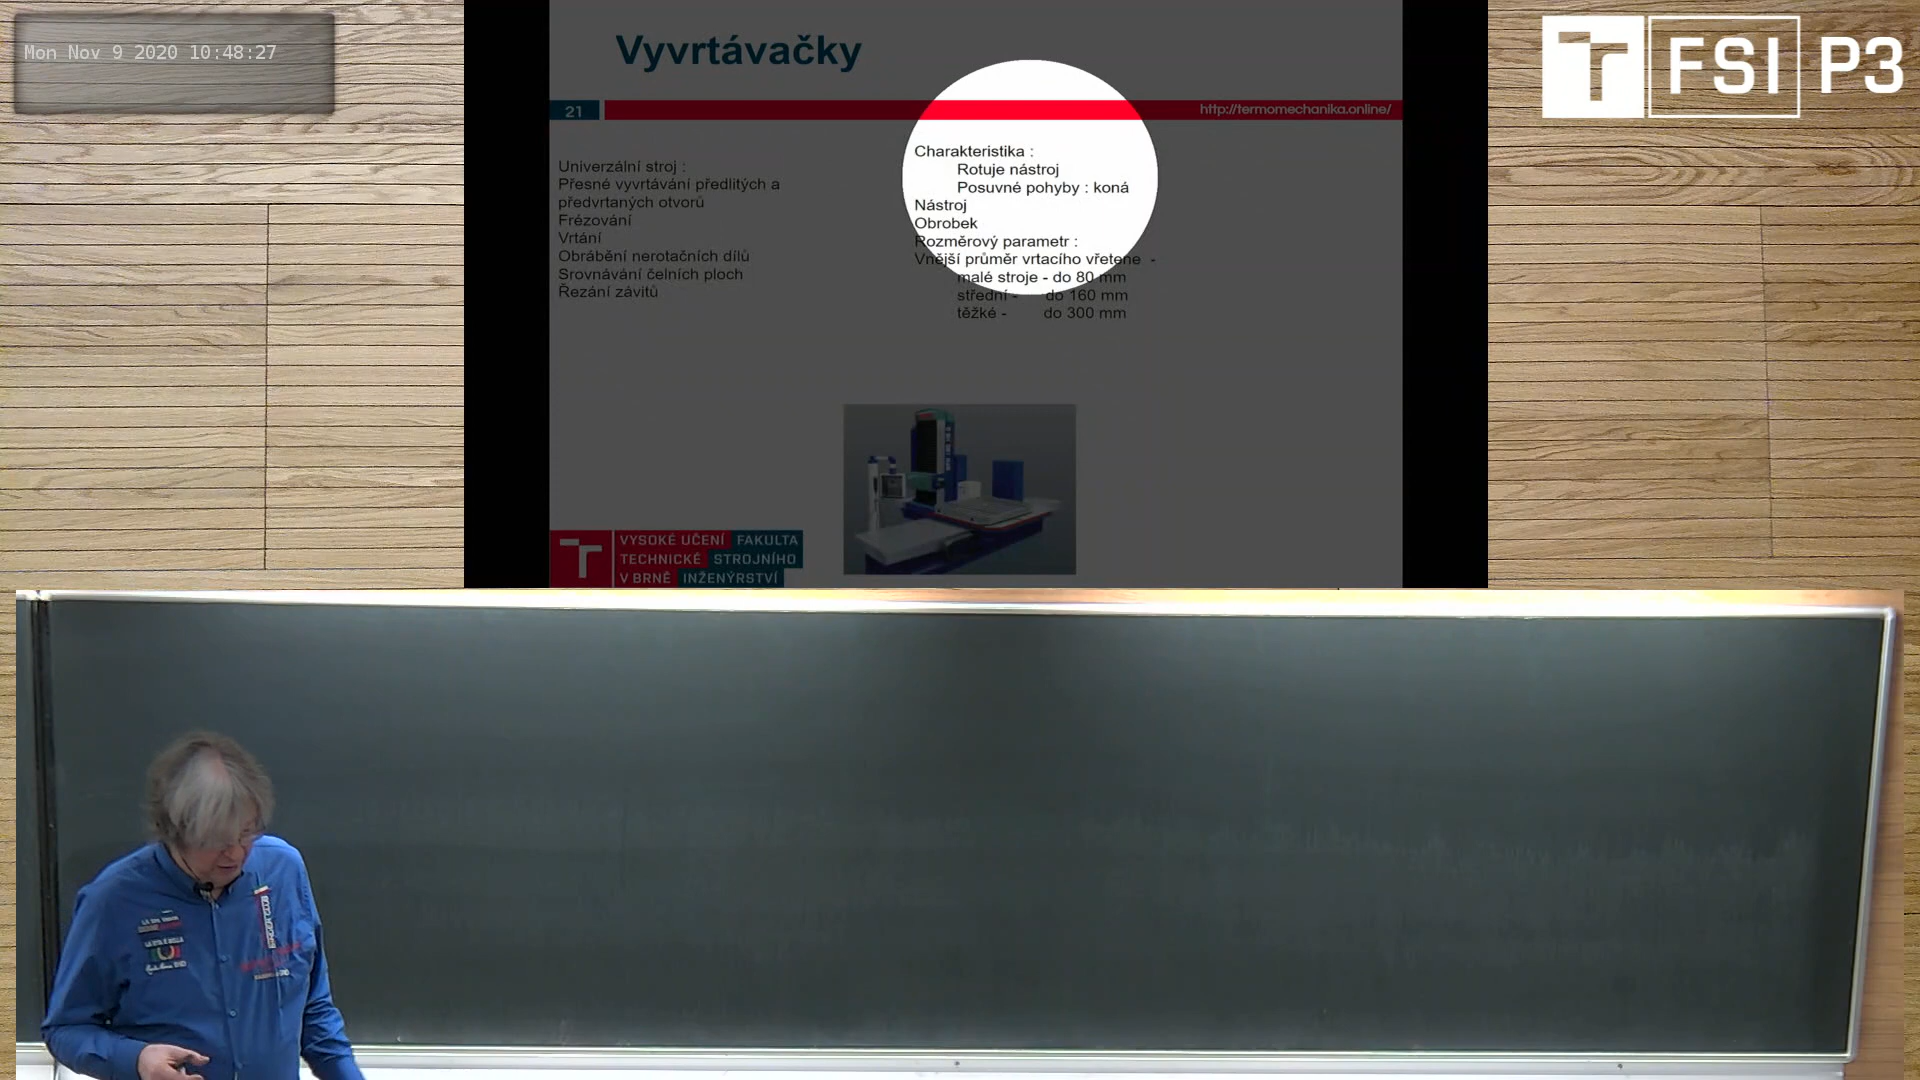 Mon Nov 9 2020 10:48:27
FSI P3
Vyvrtávačky
21
http://termomechanika.online/
Univerzální stroj :
Přesné vyvrtávání předlitých a
předvrtaných otvorů
Frézování
Vrtání
Obrábění nerotačních dílů
Srovnávání čelních ploch
Řezání závitů
Charakteristika :
Rotuje nástroj
Posuvné pohyby : koná
Nástroj
Obrobek
Rozměrový parametr :
Vnější průměr vrtacího vřetene -
malé stroje - do 80 mm
střední - do 160 mm
těžké - do 300 mm
VYSOKÉ UČENÍ FAKULTA
TECHNICKÉ STROJNÍHO
V BRNĚ INŽENÝRSTVÍ